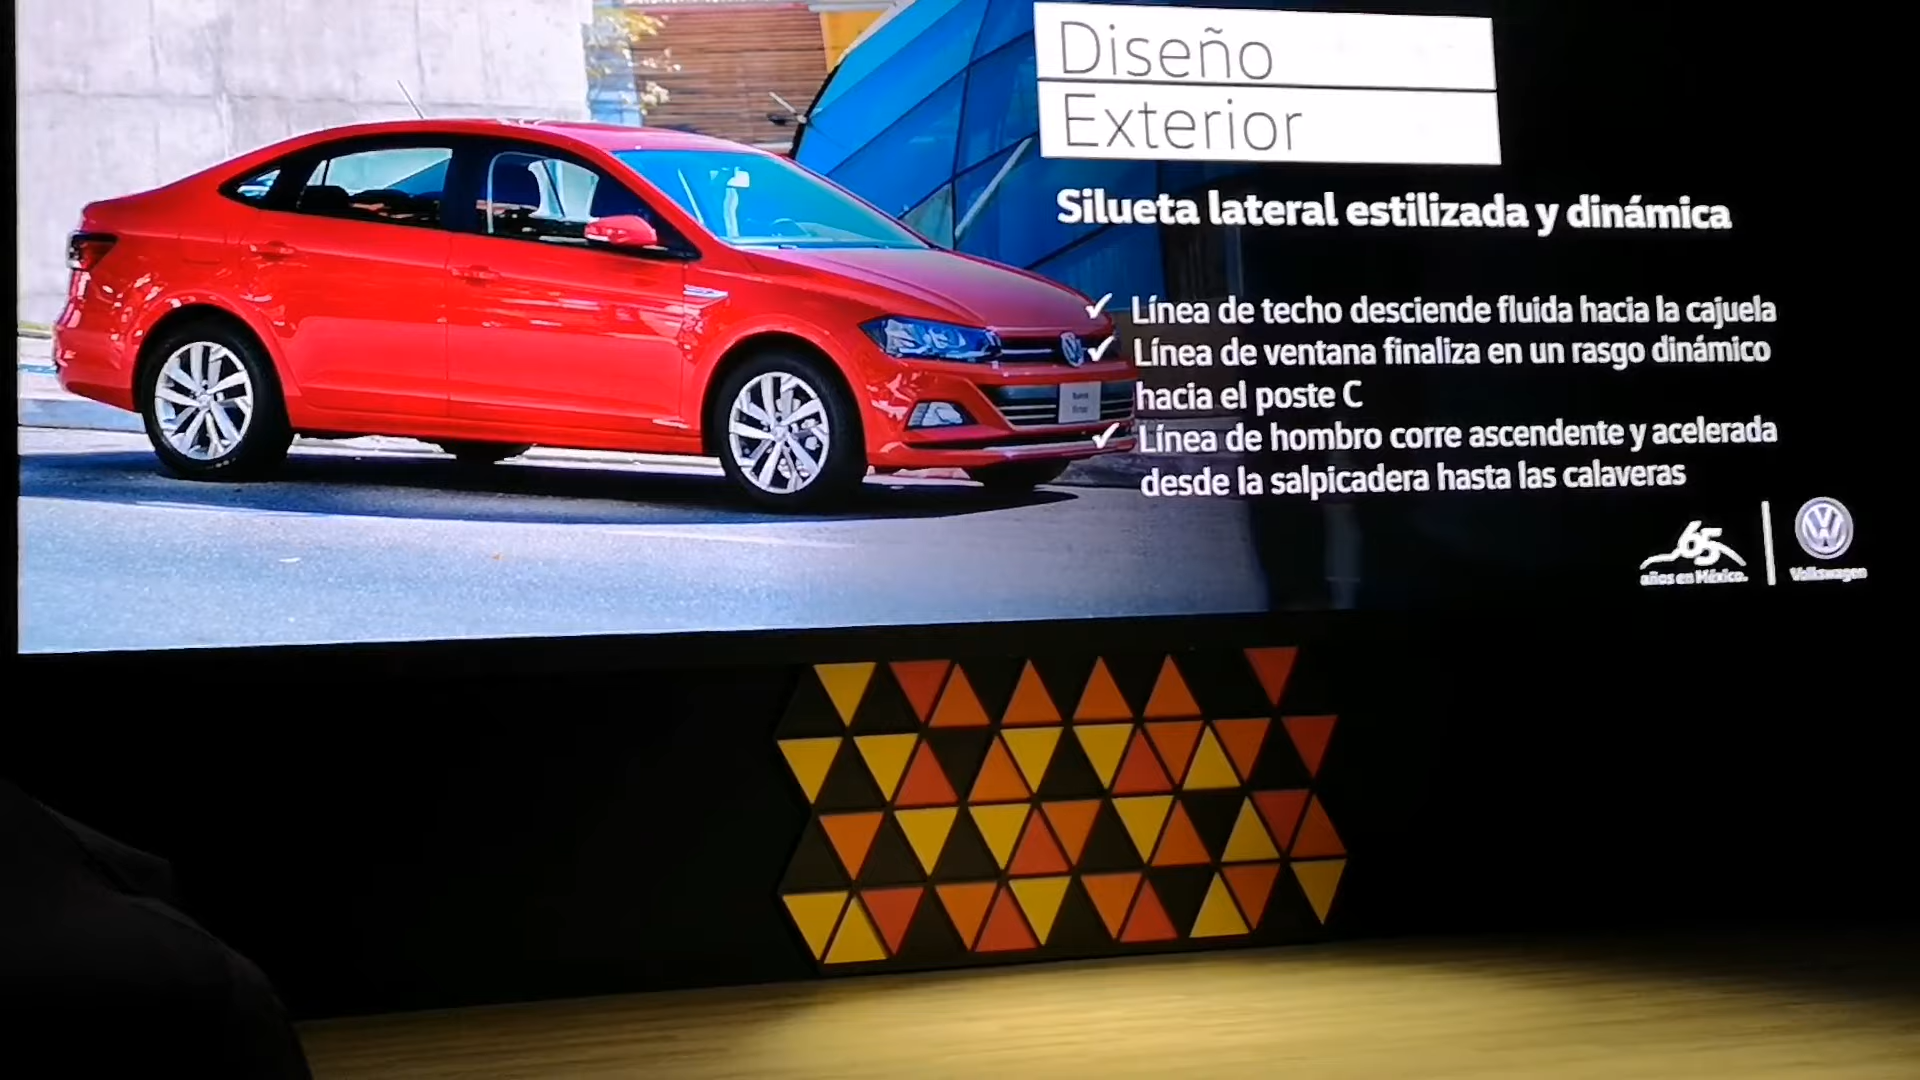 Diseño
Exterior
Silueta lateral estilizada y dinámica
✓ Línea de techo desciende fluida hacia la cajuela
✓ Línea de ventana finaliza en un rasgo dinámico
hacia el poste C
✓ Línea de hombro corre ascendente y acelerada
desde la salpicadera hasta las calaveras
65
años en México.
Volkswagen